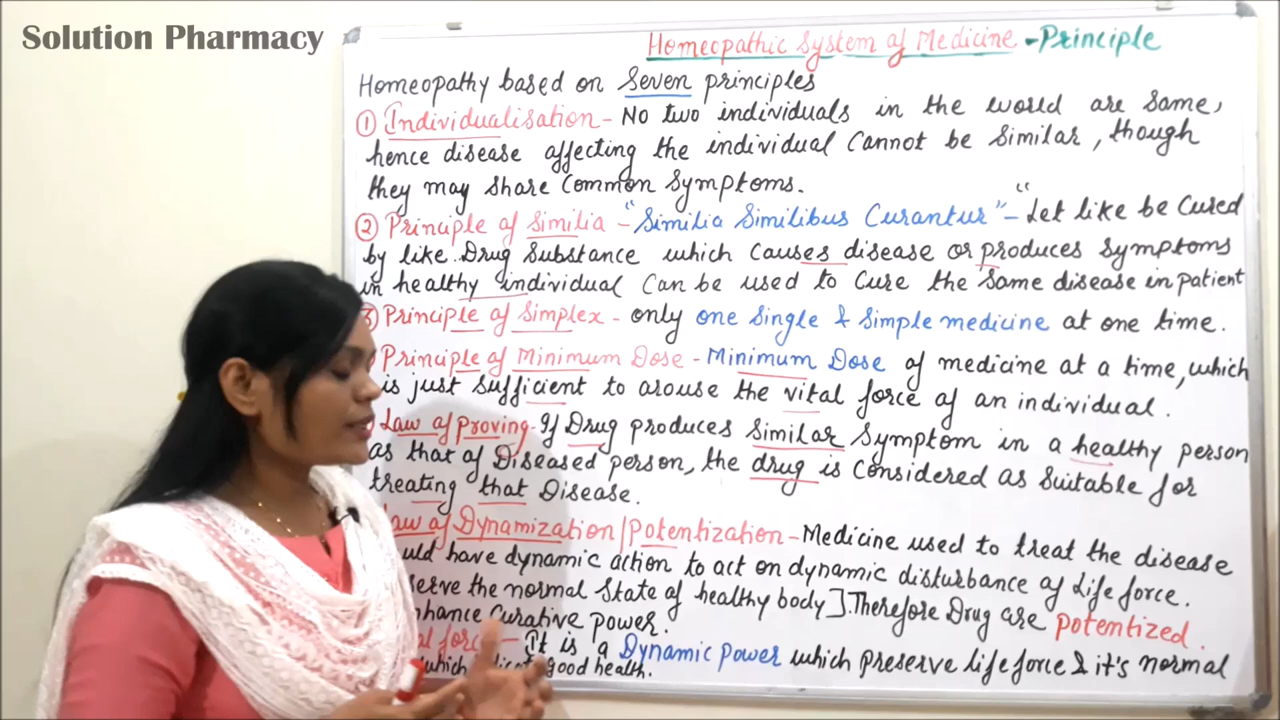 Solution Pharmacy
Homeopathic System of Medicine - Principle
Homeopathy based on Seven principles
① Individualisation - No two individuals in the world are same,
hence disease affecting the individual Cannot be Similar, though
they may share Common Symptoms.
② Principle of Similia - "Similia Similibus Curantur" - "Let like be Cured
by like. Drug Substance which Causes disease or produces symptoms
in healthy individual Can be used to Cure the Same disease in patient
③ Principle of Simplex - only one Single & Simple medicine at one time.
Principle of Minimum Dose - Minimum Dose of medicine at a time, which
is just sufficient to arouse the vital force of an individual.
Law of Proving - If Drug produces Similar Symptom in a healthy person
as that of Diseased person, the drug is Considered as Suitable for
treating that Disease.
Law of Dynamization/Potentization - Medicine used to treat the disease
have dynamic action to act on dynamic disturbance of Life force.
the normal State of healthy body]. Therefore Drug are potentized.
Curative Power.
force - It is a Dynamic power which preserve life force & it's normal
which good health.